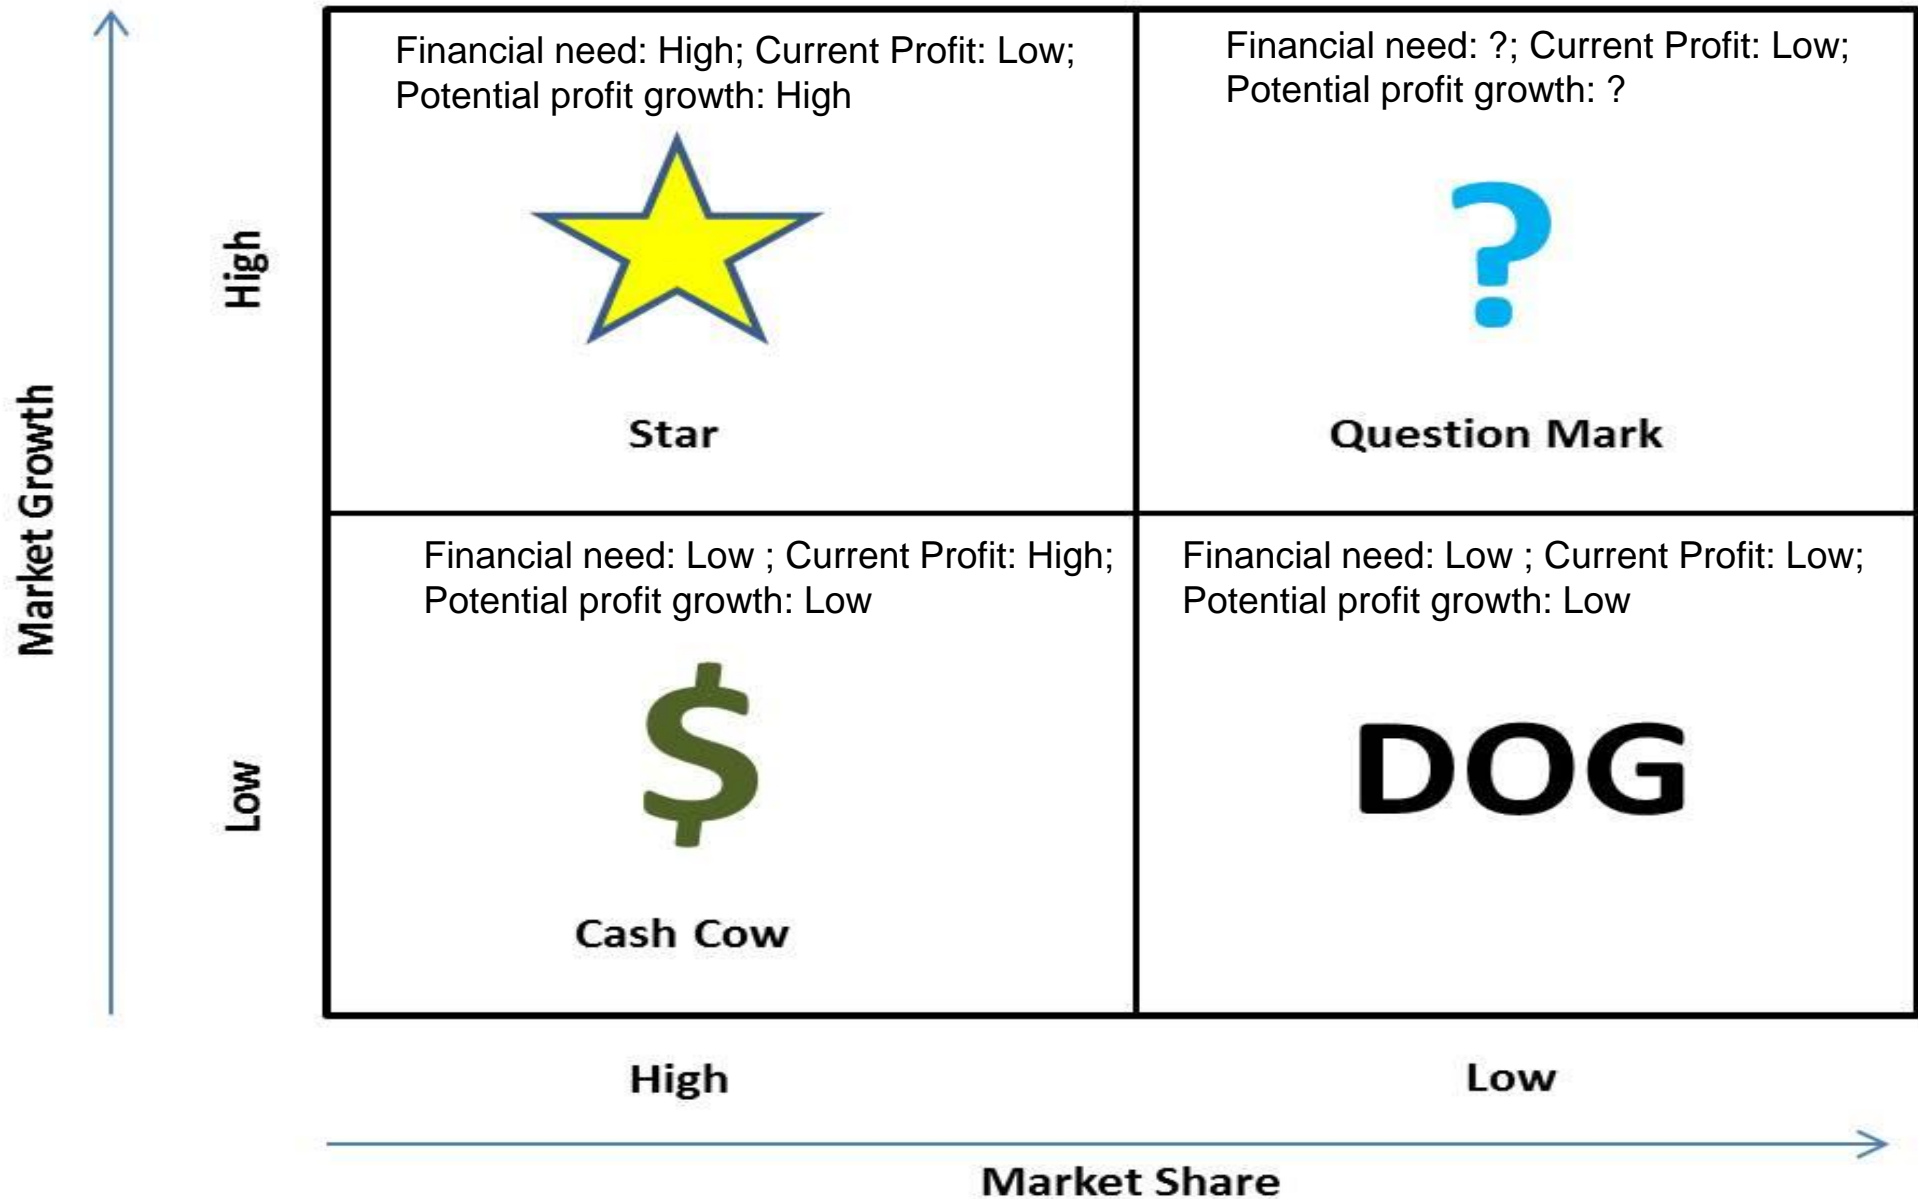 Financial need: High; Current Profit: Low;
Potential profit growth: High
Financial need: ?; Current Profit: Low;
Potential profit growth: ?
High
?
Star
Question Mark
Market Growth
Financial need: Low ; Current Profit: High;
Potential profit growth: Low
Financial need: Low ; Current Profit: Low;
Potential profit growth: Low
Low
$
DOG
Cash Cow
High
Low
Market Share